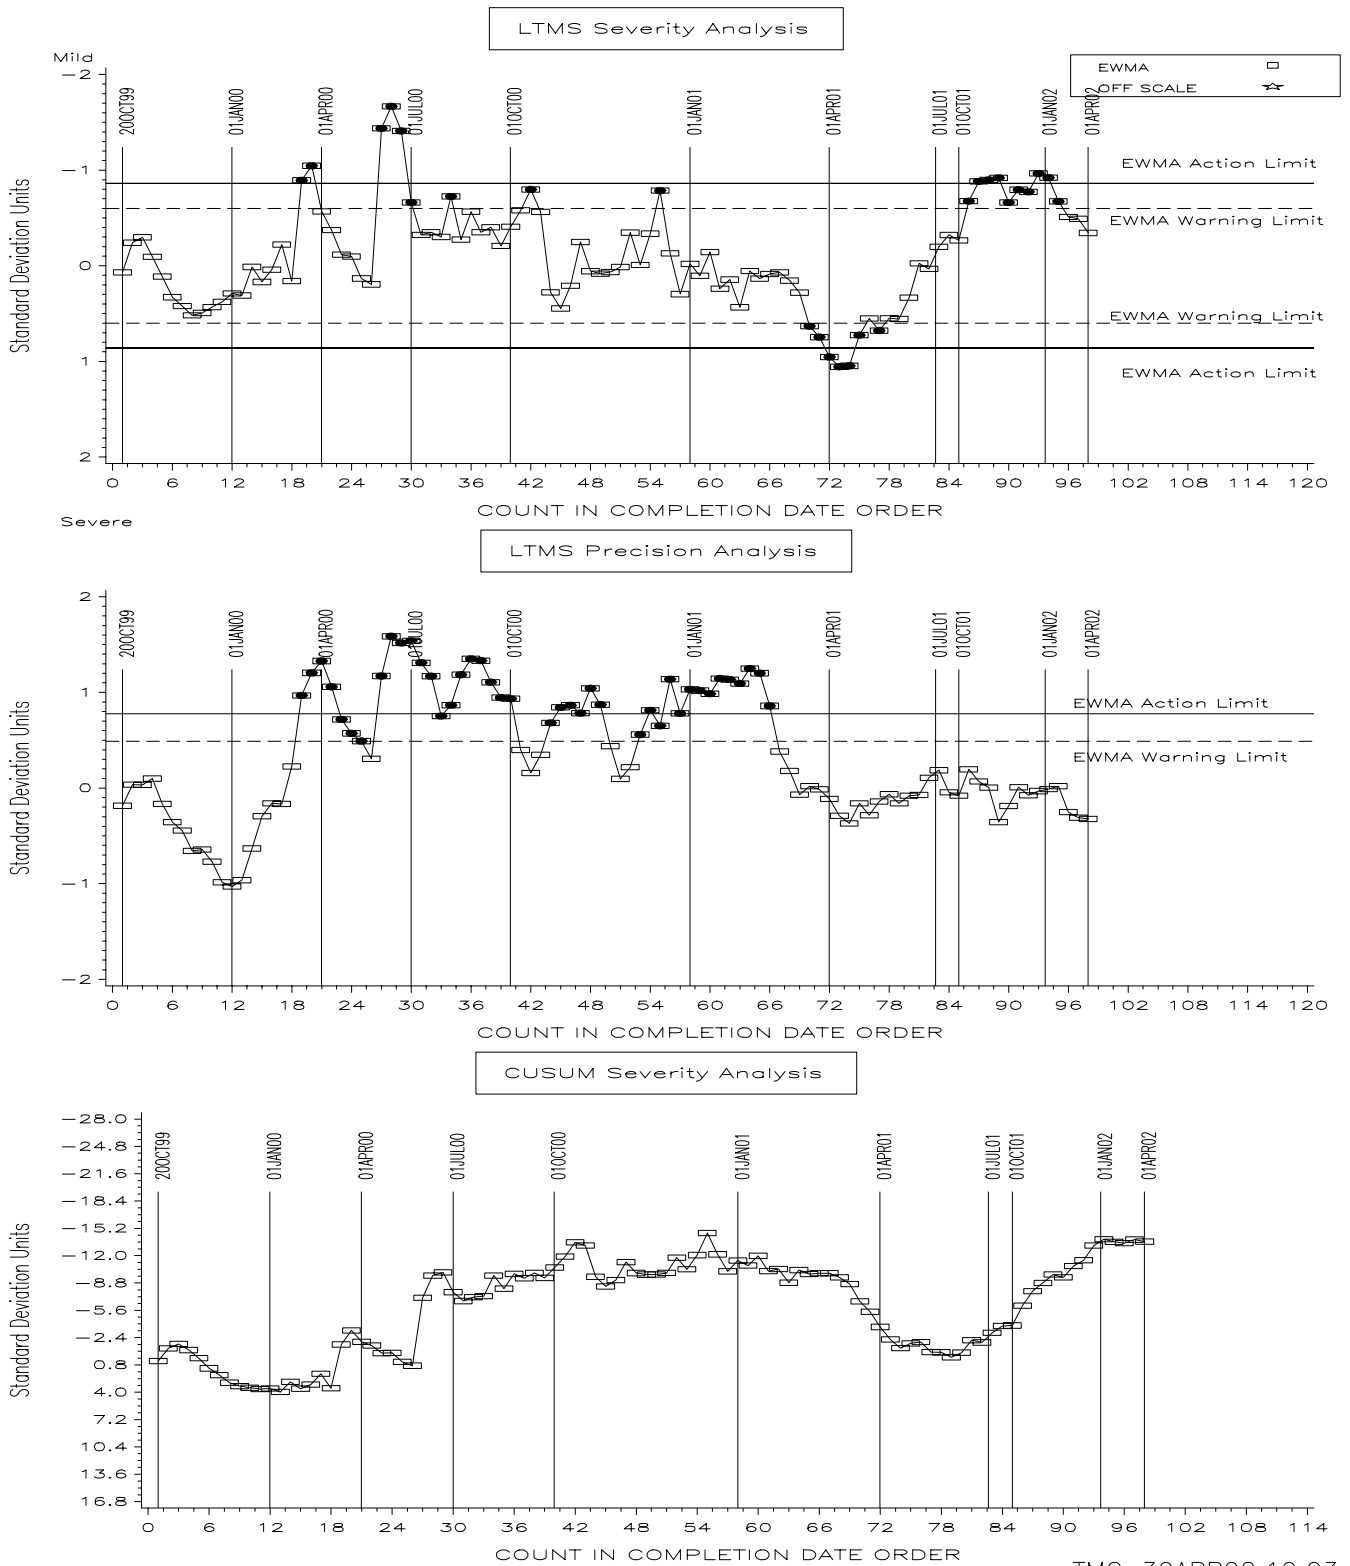 LTMS Severity Analysis
Mild
EWMA
OFF SCALE
-2
-1
0
1
2
Standard Deviation Units
20OCT99
01JAN00
01APR00
01JUL00
01OCT00
01JAN01
01APR01
01JUL01
01OCT01
01JAN02
01APR02
EWMA Action Limit
EWMA Warning Limit
EWMA Warning Limit
EWMA Action Limit
0 6 12 18 24 30 36 42 48 54 60 66 72 78 84 90 96 102 108 114 120
COUNT IN COMPLETION DATE ORDER
Severe
LTMS Precision Analysis
2
1
0
-1
-2
Standard Deviation Units
20OCT99
01JAN00
01APR00
01JUL00
01OCT00
01JAN01
01APR01
01JUL01
01OCT01
01JAN02
01APR02
EWMA Action Limit
EWMA Warning Limit
0 6 12 18 24 30 36 42 48 54 60 66 72 78 84 90 96 102 108 114 120
COUNT IN COMPLETION DATE ORDER
CUSUM Severity Analysis
-28.0
-24.8
-21.6
-18.4
-15.2
-12.0
-8.8
-5.6
-2.4
0.8
4.0
7.2
10.4
13.6
16.8
Standard Deviation Units
20OCT99
01JAN00
01APR00
01JUL00
01OCT00
01JAN01
01APR01
01JUL01
01OCT01
01JAN02
01APR02
0 6 12 18 24 30 36 42 48 54 60 66 72 78 84 90 96 102 108 114
COUNT IN COMPLETION DATE ORDER